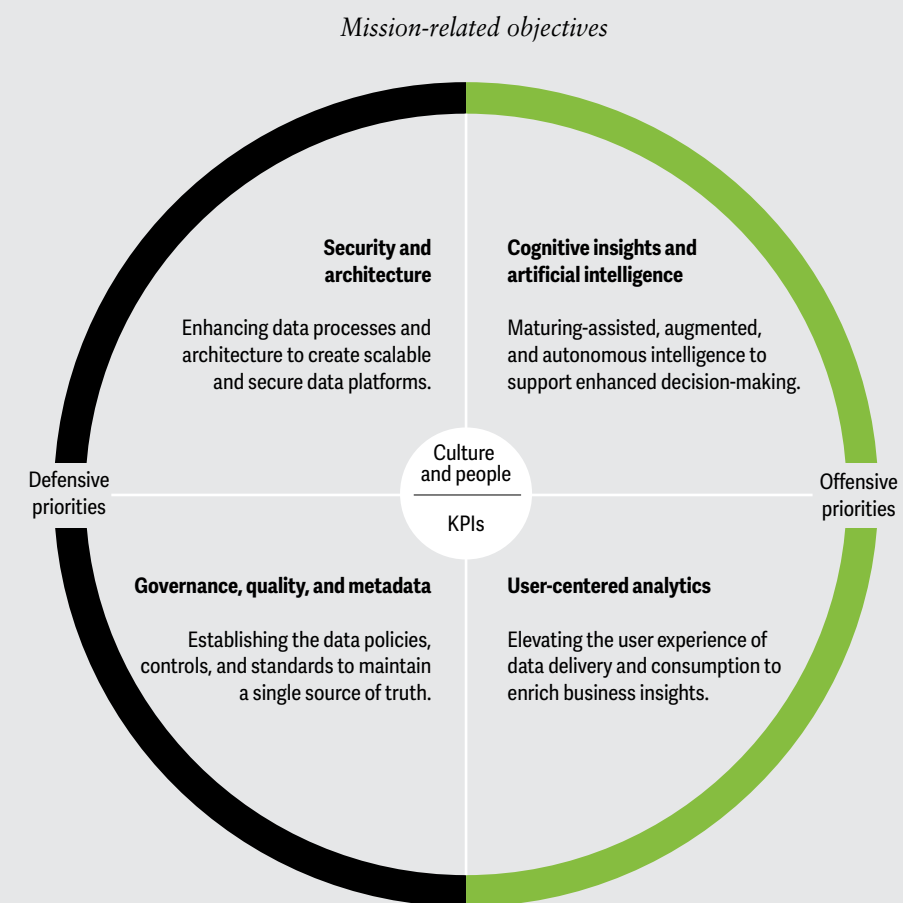 Mission-related objectives
Security and
architecture
Enhancing data processes and
architecture to create scalable
and secure data platforms.
Cognitive insights and
artificial intelligence
Maturing-assisted, augmented,
and autonomous intelligence to
support enhanced decision-making.
Defensive
priorities
Culture
and people
KPIs
Offensive
priorities
Governance, quality, and metadata
Establishing the data policies,
controls, and standards to maintain
a single source of truth.
User-centered analytics
Elevating the user experience of
data delivery and consumption to
enrich business insights.